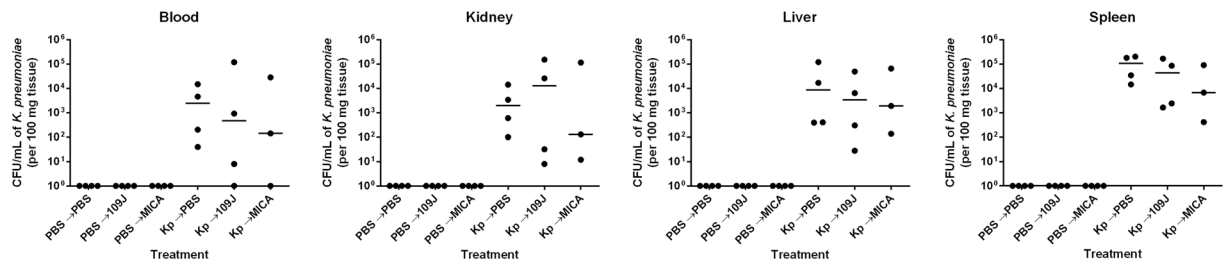 Blood
CFU/mL of K. pneumoniae
(per 100 mg tissue)
10⁶
10⁵
10⁴
10³
10²
10¹
10⁰
PBS→PBS
PBS→109J
PBS→MICA
Kp→PBS
Kp→109J
Kp→MICA
Treatment
Kidney
CFU/mL of K. pneumoniae
(per 100 mg tissue)
10⁶
10⁵
10⁴
10³
10²
10¹
10⁰
PBS→PBS
PBS→109J
PBS→MICA
Kp→PBS
Kp→109J
Kp→MICA
Treatment
Liver
CFU/mL of K. pneumoniae
(per 100 mg tissue)
10⁶
10⁵
10⁴
10³
10²
10¹
10⁰
PBS→PBS
PBS→109J
PBS→MICA
Kp→PBS
Kp→109J
Kp→MICA
Treatment
Spleen
CFU/mL of K. pneumoniae
(per 100 mg tissue)
10⁶
10⁵
10⁴
10³
10²
10¹
10⁰
PBS→PBS
PBS→109J
PBS→MICA
Kp→PBS
Kp→109J
Kp→MICA
Treatment